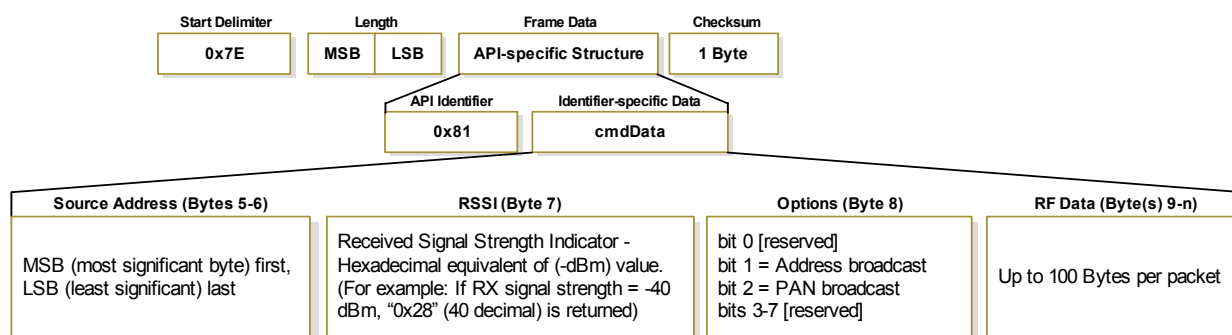 Start Delimiter
Length
Frame Data
Checksum
0x7E
MSB
LSB
API-specific Structure
1 Byte
API Identifier
Identifier-specific Data
0x81
cmdData
Source Address (Bytes 5-6)
MSB (most significant byte) first,
LSB (least significant) last
RSSI (Byte 7)
Received Signal Strength Indicator -
Hexadecimal equivalent of (-dBm) value.
(For example: If RX signal strength = -40
dBm, “0x28” (40 decimal) is returned)
Options (Byte 8)
bit 0 [reserved]
bit 1 = Address broadcast
bit 2 = PAN broadcast
bits 3-7 [reserved]
RF Data (Byte(s) 9-n)
Up to 100 Bytes per packet